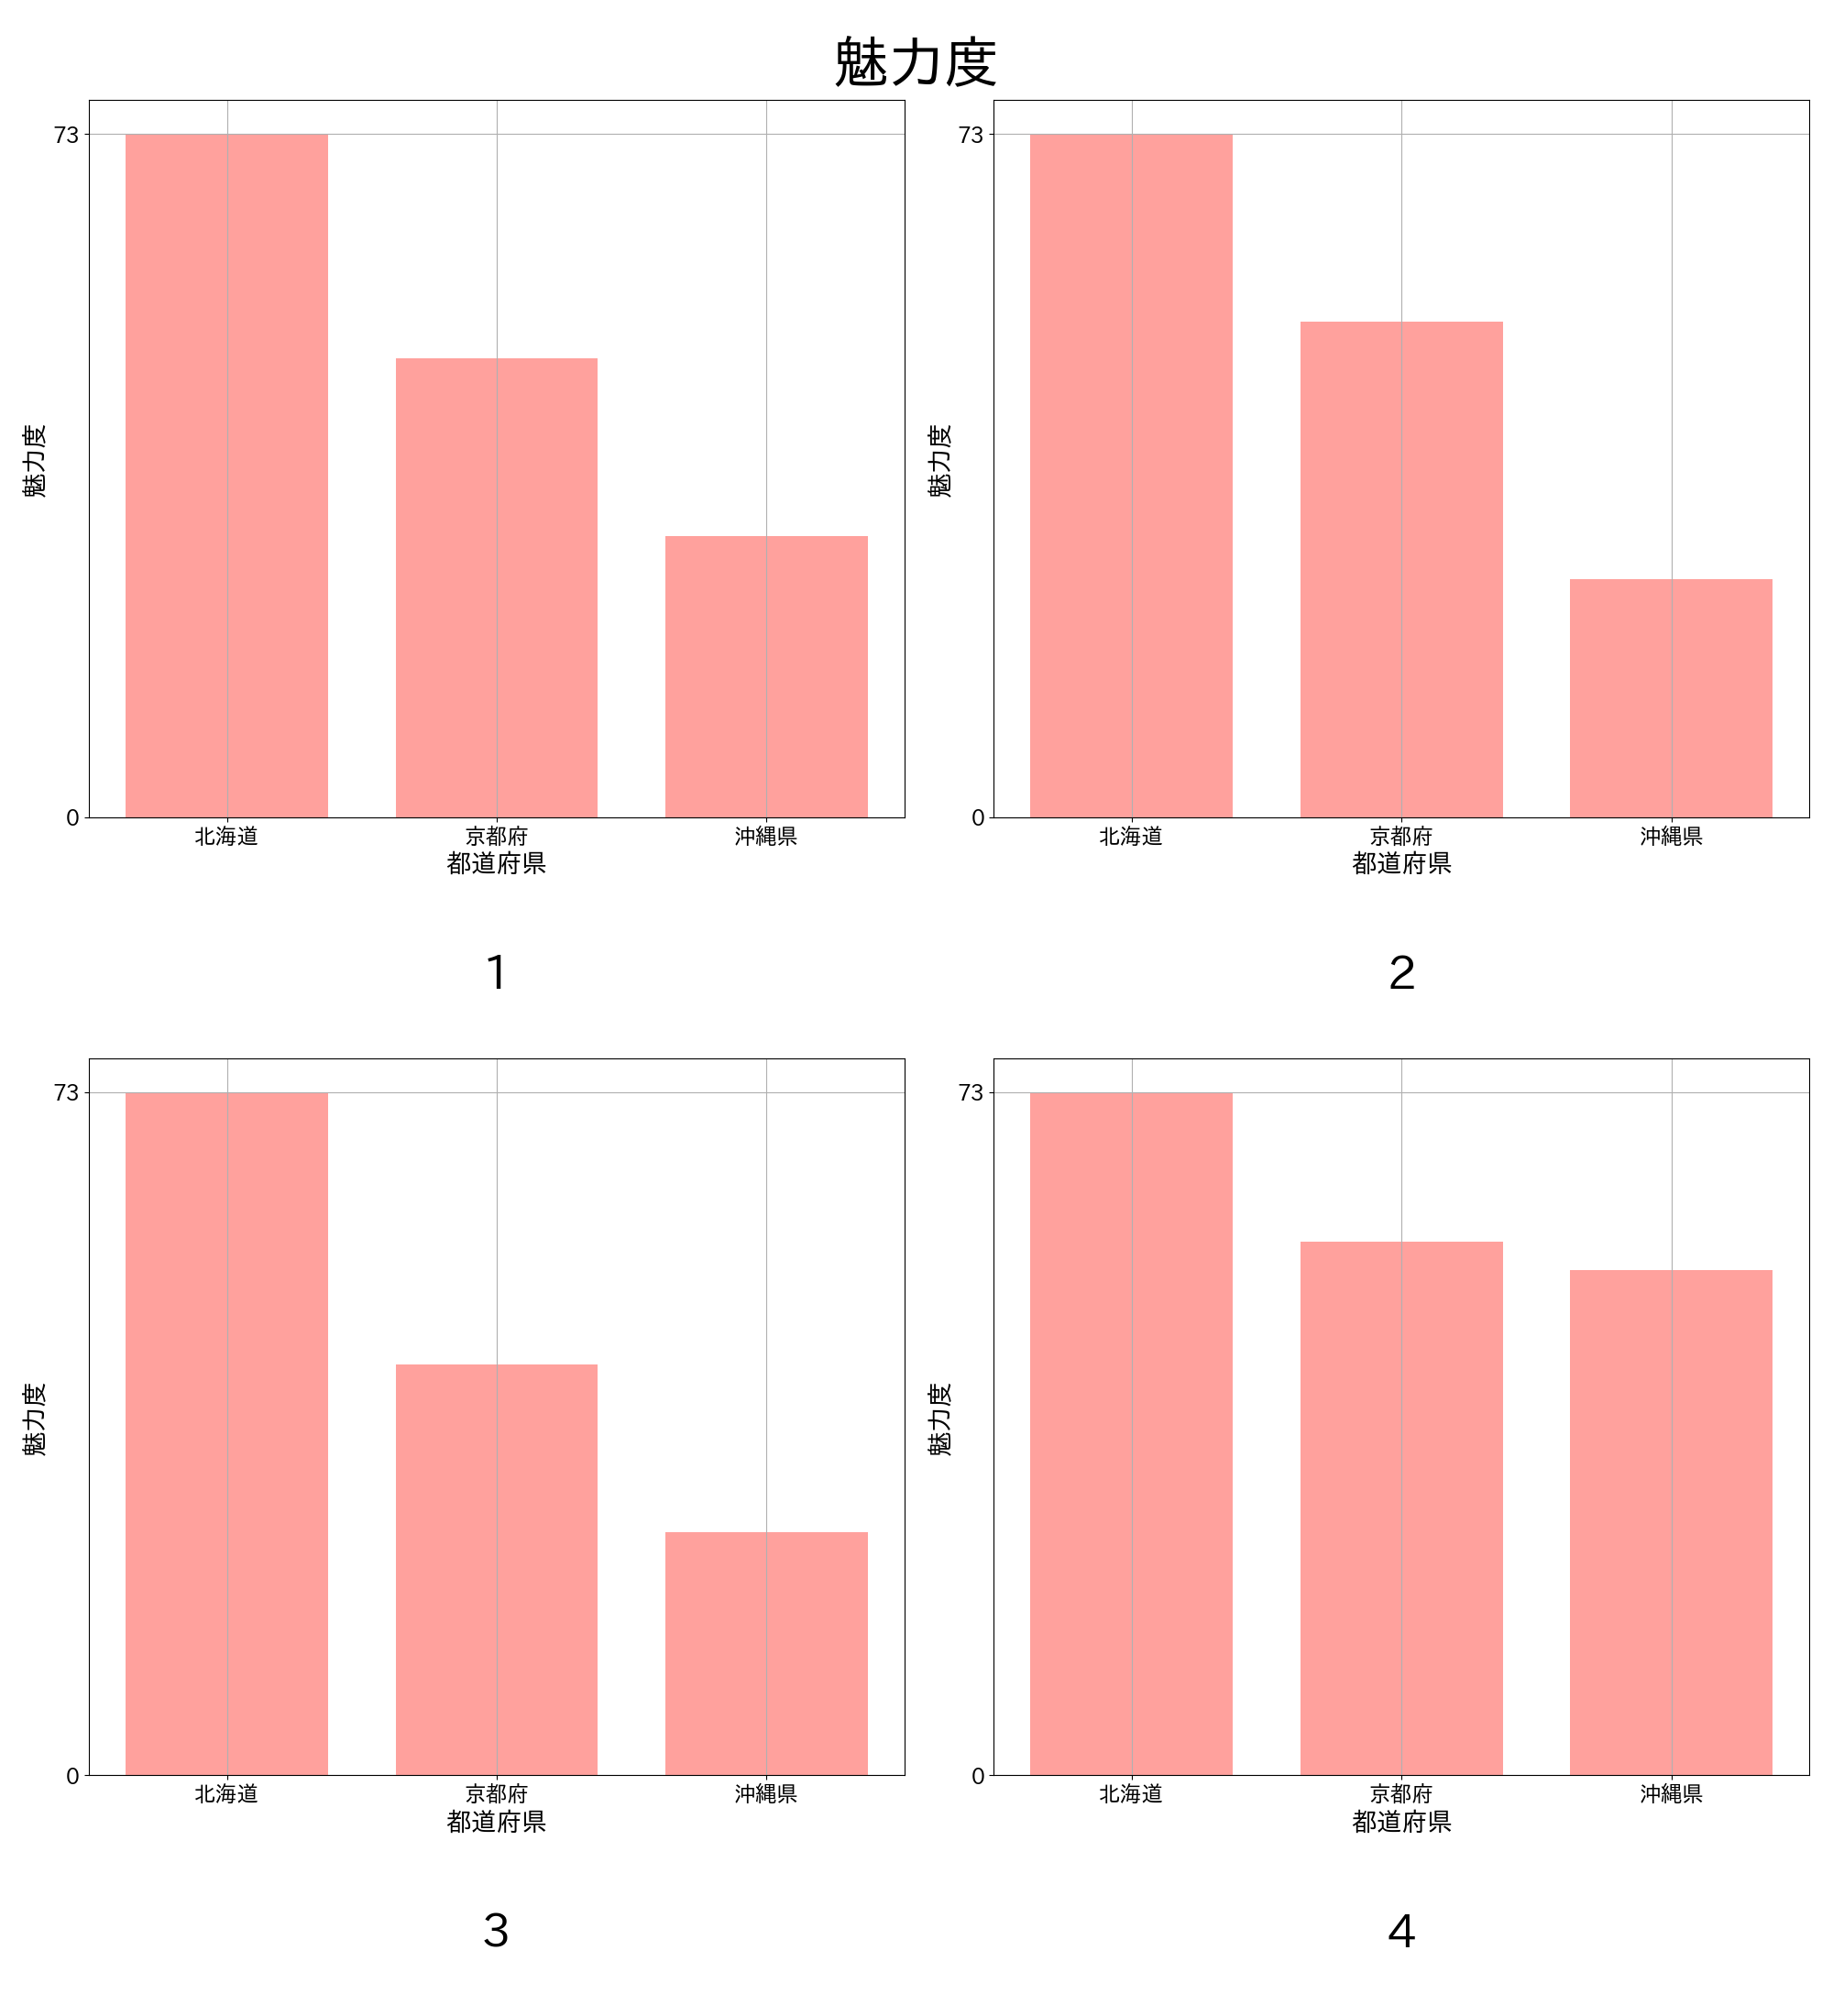 魅力度
73
0
魅力度
北海道 京都府 沖縄県
都道府県
1
73
0
魅力度
北海道 京都府 沖縄県
都道府県
2
73
0
魅力度
北海道 京都府 沖縄県
都道府県
3
73
0
魅力度
北海道 京都府 沖縄県
都道府県
4